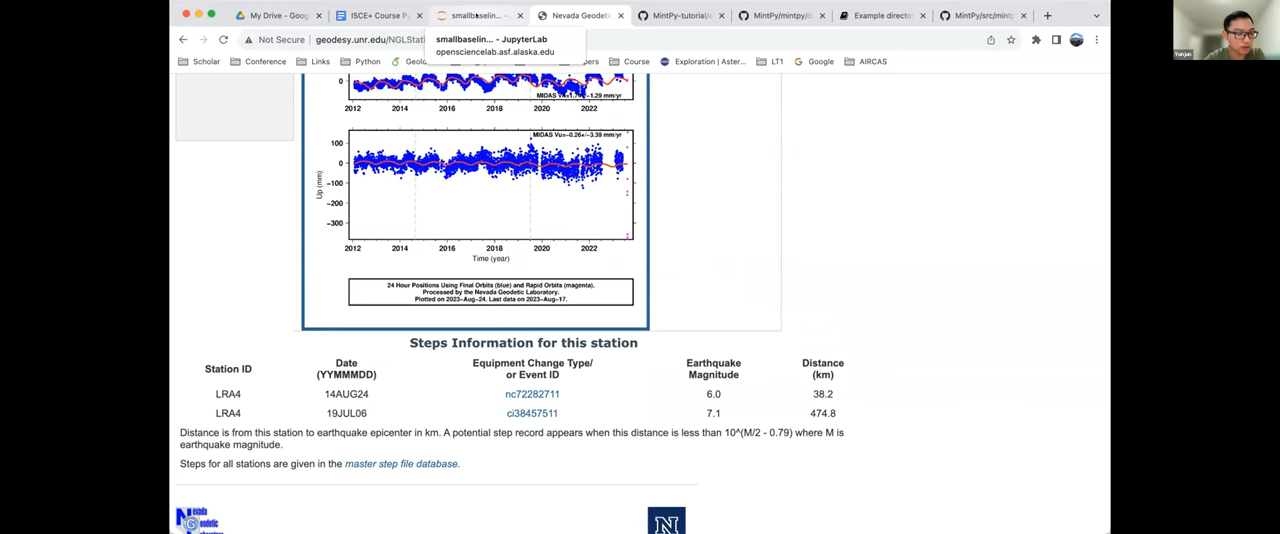 My Drive – Goog
ISCE+ Course Pu
smallbaselin... -
Nevada Geodetic
MintPy-tutorial/a
MintPy/mintpy/d
Example director
MintPy/src/mintp
Not Secure
geodesy.unr.edu/NGLStati
smallbaselin... - JupyterLab
opensciencelab.asf.alaska.edu
Scholar
Conference
Links
Python
Course
Exploration | Aster...
LT1
Google
AIRCAS
Yunjun
0
2012 2014 2016 2018 2020 2022
MIDAS Vu=-0.26+/-3.39 mm/yr
Up (mm)
100
0
-100
-200
-300
2012 2014 2016 2018 2020 2022
Time (year)
24 Hour Positions Using Final Orbits (blue) and Rapid Orbits (magenta).
Processed by the Nevada Geodetic Laboratory.
Plotted on 2023-Aug-24. Last data on 2023-Aug-17.
Steps Information for this station
Station ID
Date
(YYMMMDD)
Equipment Change Type/
or Event ID
Earthquake
Magnitude
Distance
(km)
LRA4 14AUG24 nc72282711 6.0 38.2
LRA4 19JUL06 ci38457511 7.1 474.8
Distance is from this station to earthquake epicenter in km. A potential step record appears when this distance is less than 10^(M/2 - 0.79) where M is
earthquake magnitude.
Steps for all stations are given in the master step file database.
Nevada
Geodetic
N